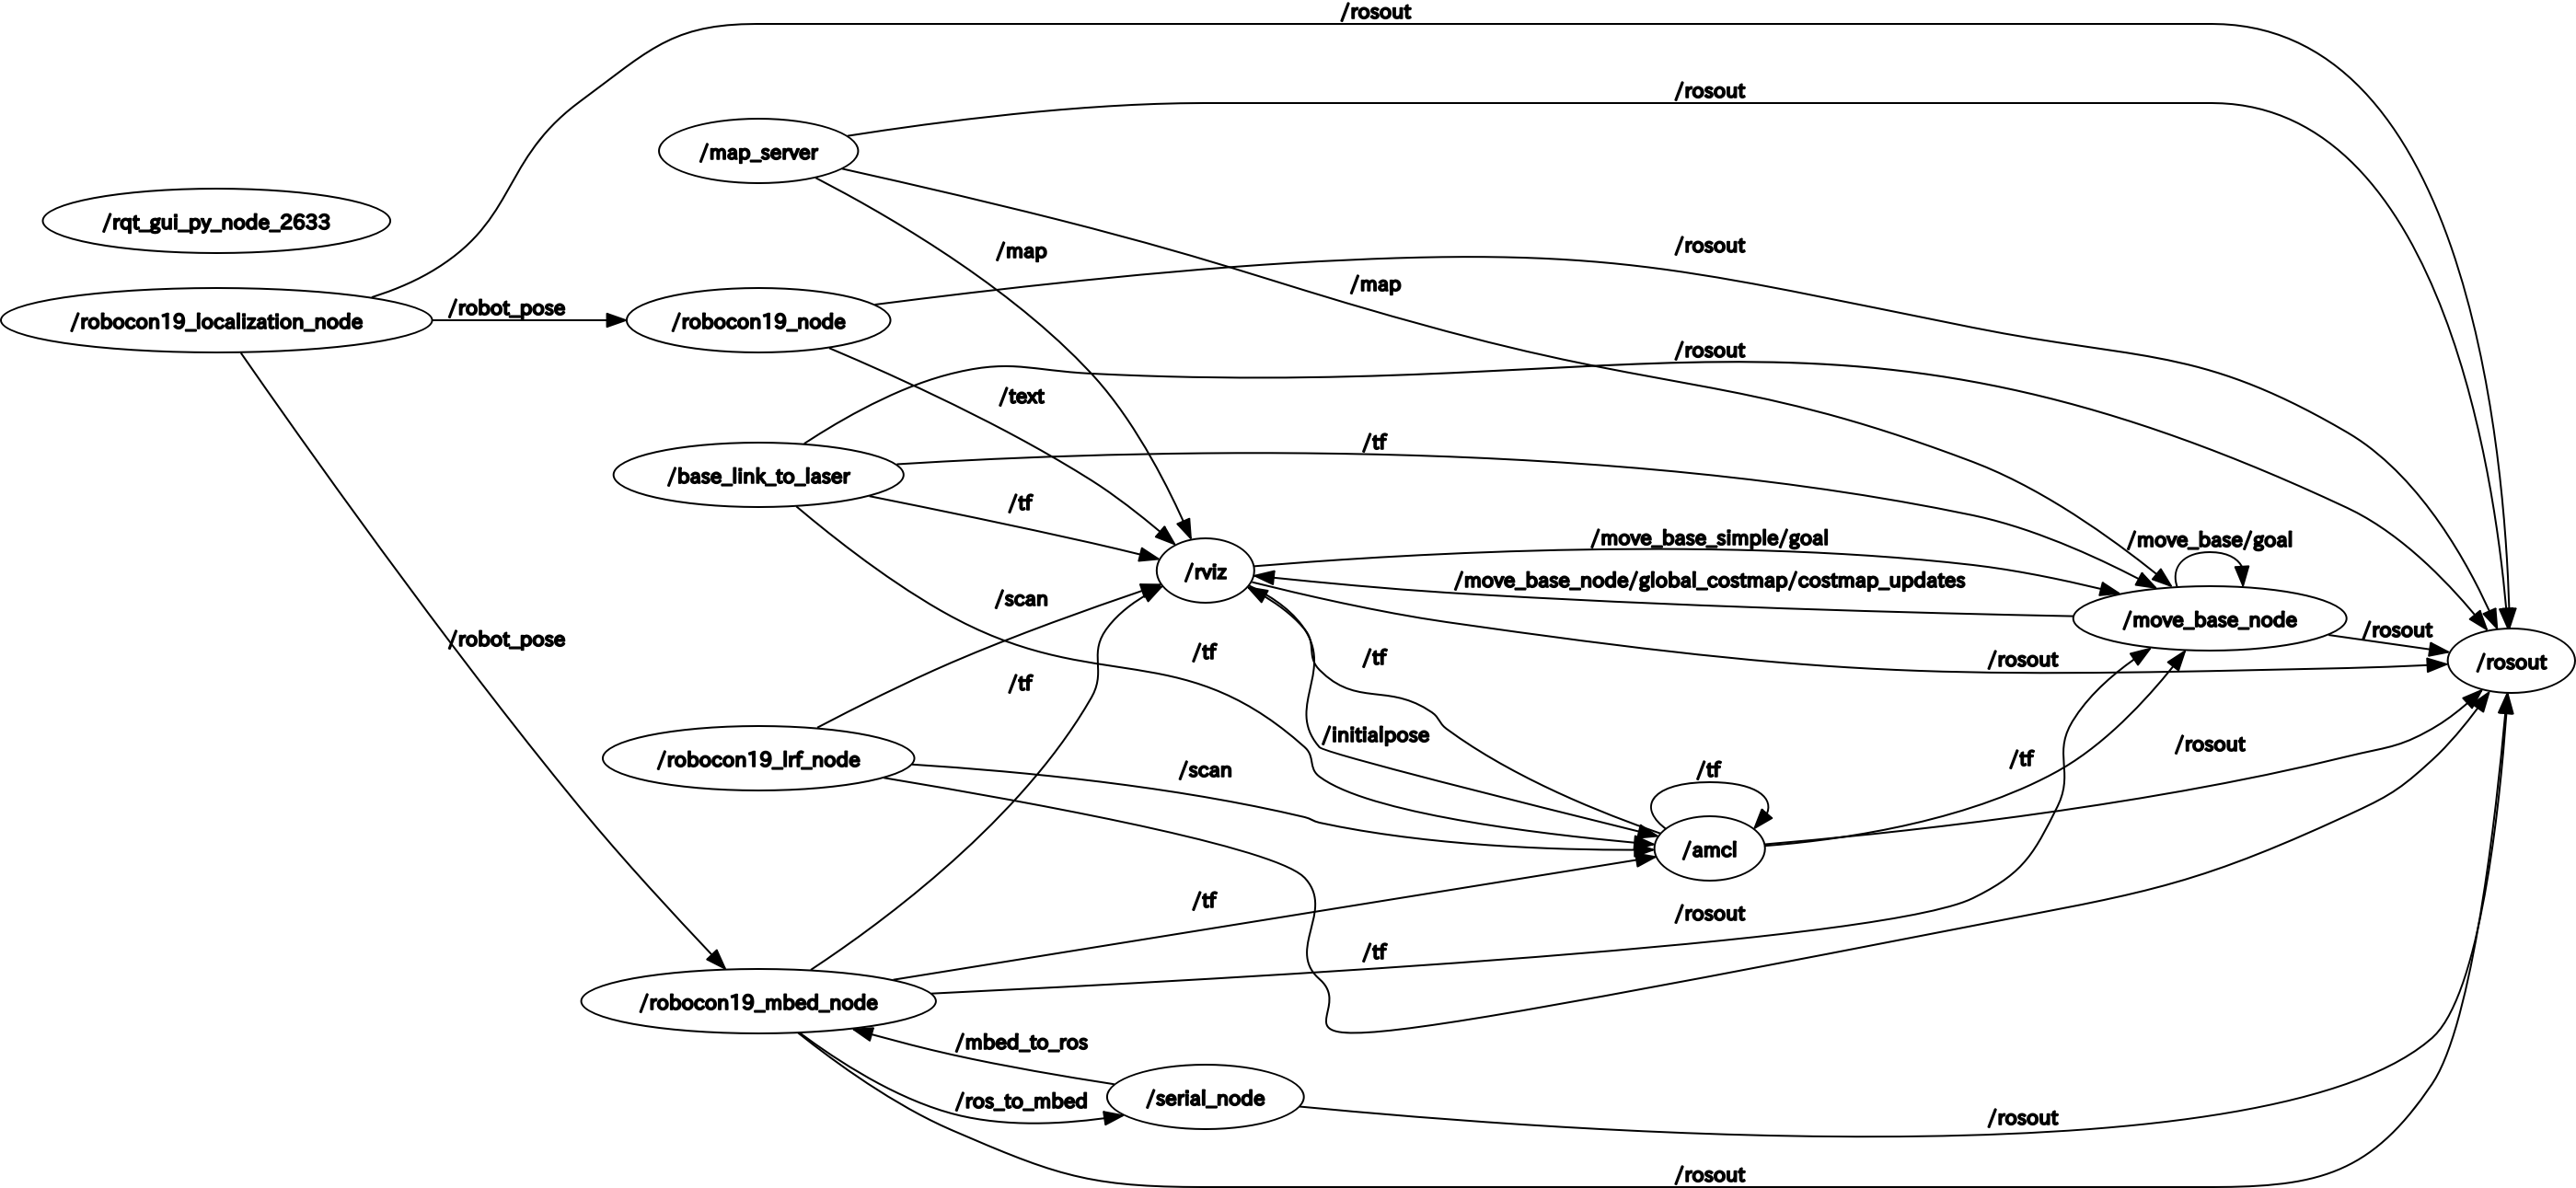 /rosout
/rosout
/map_server
/rqt_gui_py_node_2633
/map
/rosout
/map
/robot_pose
/robocon19_localization_node
/robocon19_node
/rosout
/text
/tf
/base_link_to_laser
/tf
/move_base_simple/goal
/move_base/goal
/rviz
/move_base_node/global_costmap/costmap_updates
/scan
/move_base_node
/rosout
/robot_pose
/tf
/tf
/rosout
/rosout
/tf
/initialpose
/rosout
/robocon19_lrf_node
/tf
/scan
/tf
/amcl
/tf
/rosout
/tf
/robocon19_mbed_node
/mbed_to_ros
/serial_node
/ros_to_mbed
/rosout
/rosout